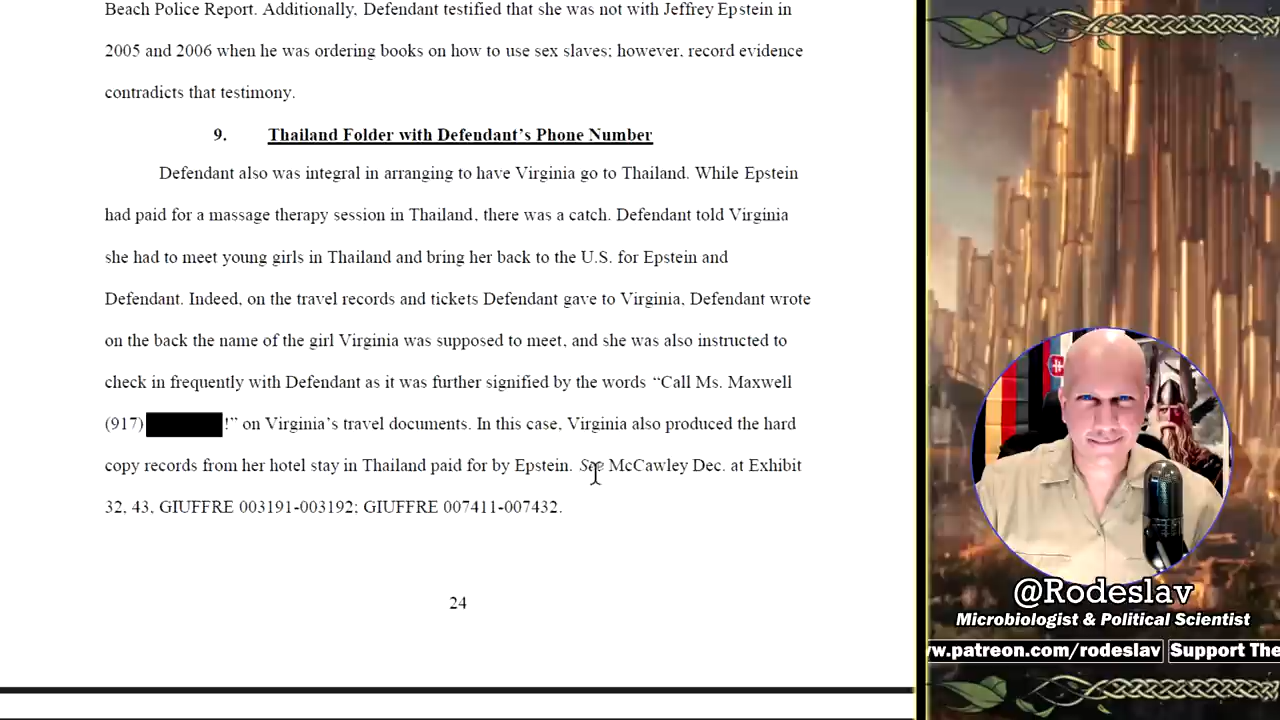 Beach Police Report. Additionally, Defendant testified that she was not with Jeffrey Epstein in
2005 and 2006 when he was ordering books on how to use sex slaves; however, record evidence
contradicts that testimony.
9. Thailand Folder with Defendant's Phone Number
Defendant also was integral in arranging to have Virginia go to Thailand. While Epstein
had paid for a massage therapy session in Thailand, there was a catch. Defendant told Virginia
she had to meet young girls in Thailand and bring her back to the U.S. for Epstein and
Defendant. Indeed, on the travel records and tickets Defendant gave to Virginia, Defendant wrote
on the back the name of the girl Virginia was supposed to meet, and she was also instructed to
check in frequently with Defendant as it was further signified by the words “Call Ms. Maxwell
(917) !” on Virginia's travel documents. In this case, Virginia also produced the hard
copy records from her hotel stay in Thailand paid for by Epstein. See McCawley Dec. at Exhibit
32, 43, GIUFFRE 003191-003192; GIUFFRE 007411-007432.
24
@Rodeslav
Microbiologist & Political Scientist
w.patreon.com/rodeslav Support The